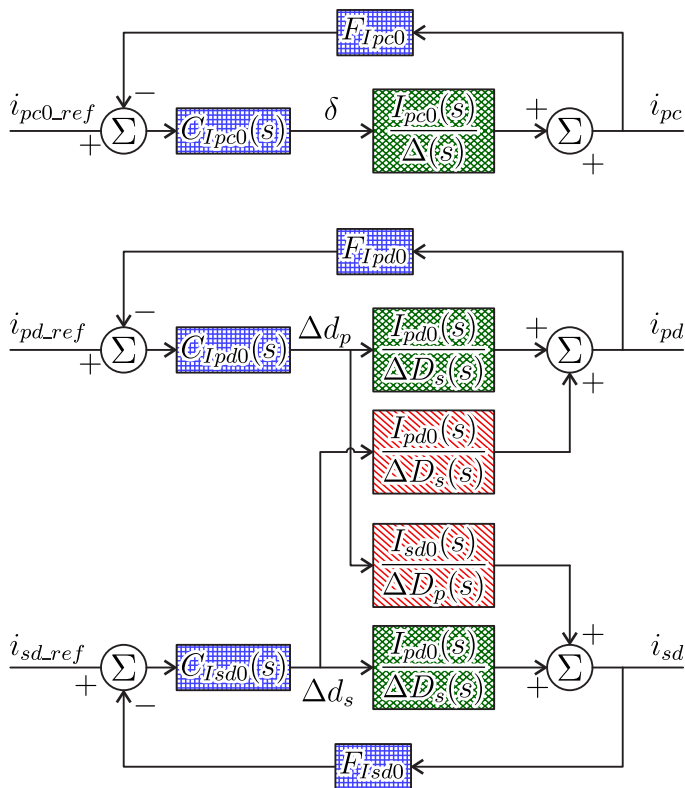 F_{Ipc0}
−
i_{pc0\_ref} + Σ C_{Ipc0}(s) δ I_{pc0}(s) / Δ(s) + Σ + i_{pc}
F_{Ipd0}
−
i_{pd\_ref} + Σ C_{Ipd0}(s) Δd_p I_{pd0}(s) / ΔD_s(s) + Σ + i_{pd}
I_{pd0}(s) / ΔD_s(s)
I_{sd0}(s) / ΔD_p(s)
+
i_{sd\_ref} + Σ C_{Isd0}(s) Δd_s I_{pd0}(s) / ΔD_s(s) + Σ i_{sd}
−
F_{Isd0}